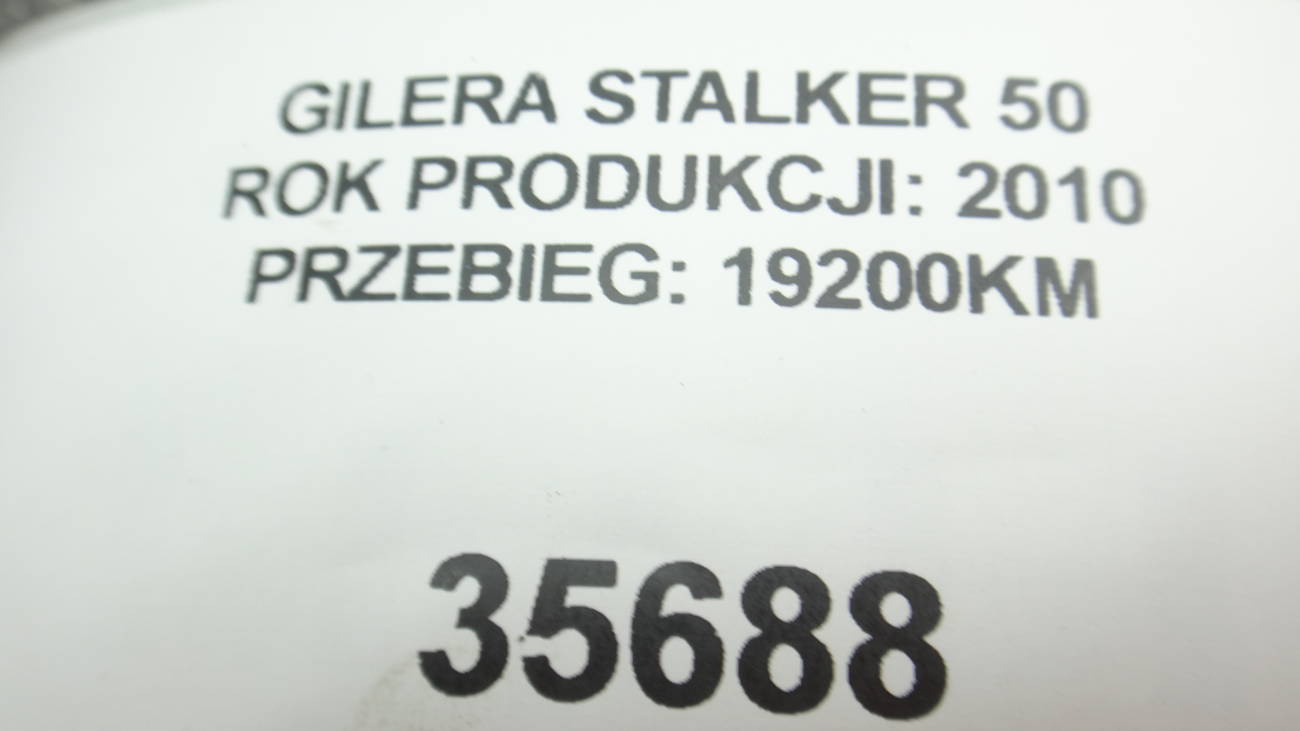 GILERA STALKER 50
ROK PRODUKCJI: 2010
PRZEBIEG: 19200KM
35688